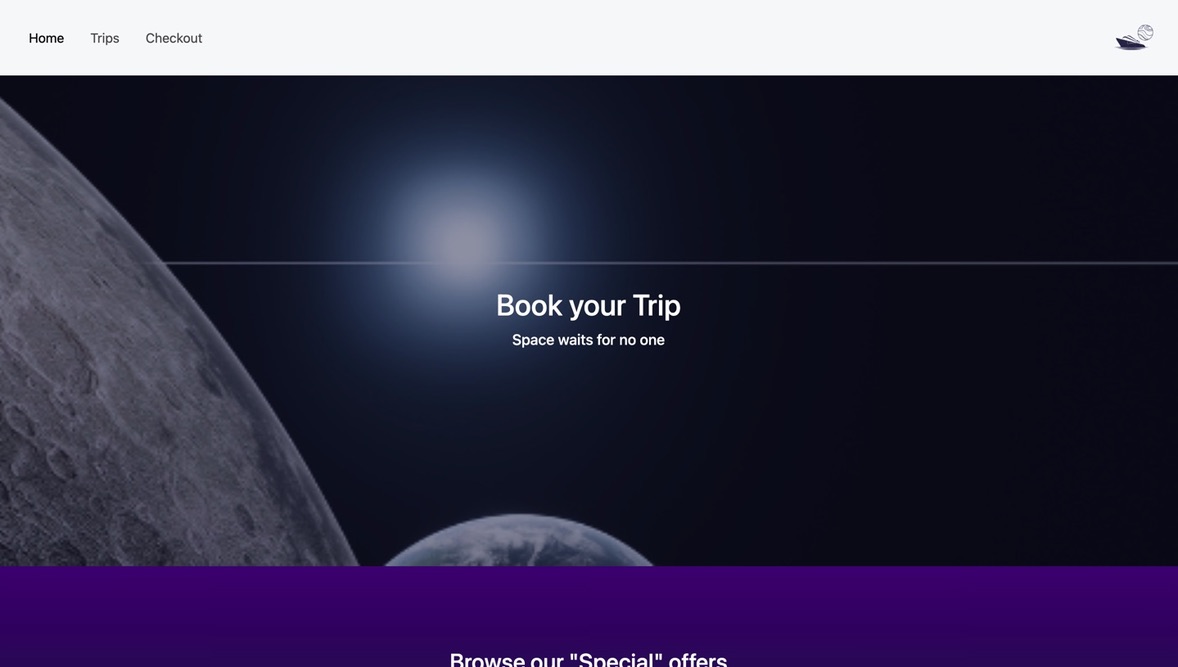 Home Trips Checkout
Book your Trip
Space waits for no one
Browse our "Special" offers